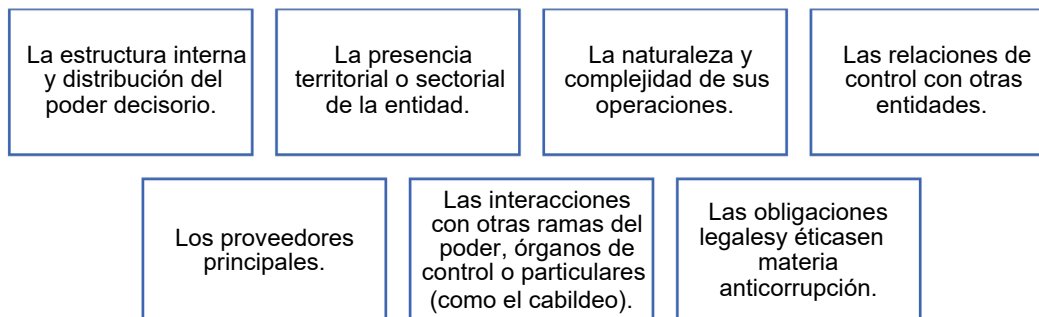 La estructura interna
y distribución del
poder decisorio.
La presencia
territorial o sectorial
de la entidad.
La naturaleza y
complejidad de sus
operaciones.
Las relaciones de
control con otras
entidades.
Los proveedores
principales.
Las interacciones
con otras ramas del
poder, órganos de
control o particulares
(como el cabildeo).
Las obligaciones
legalesy éticasen
materia
anticorrupción.